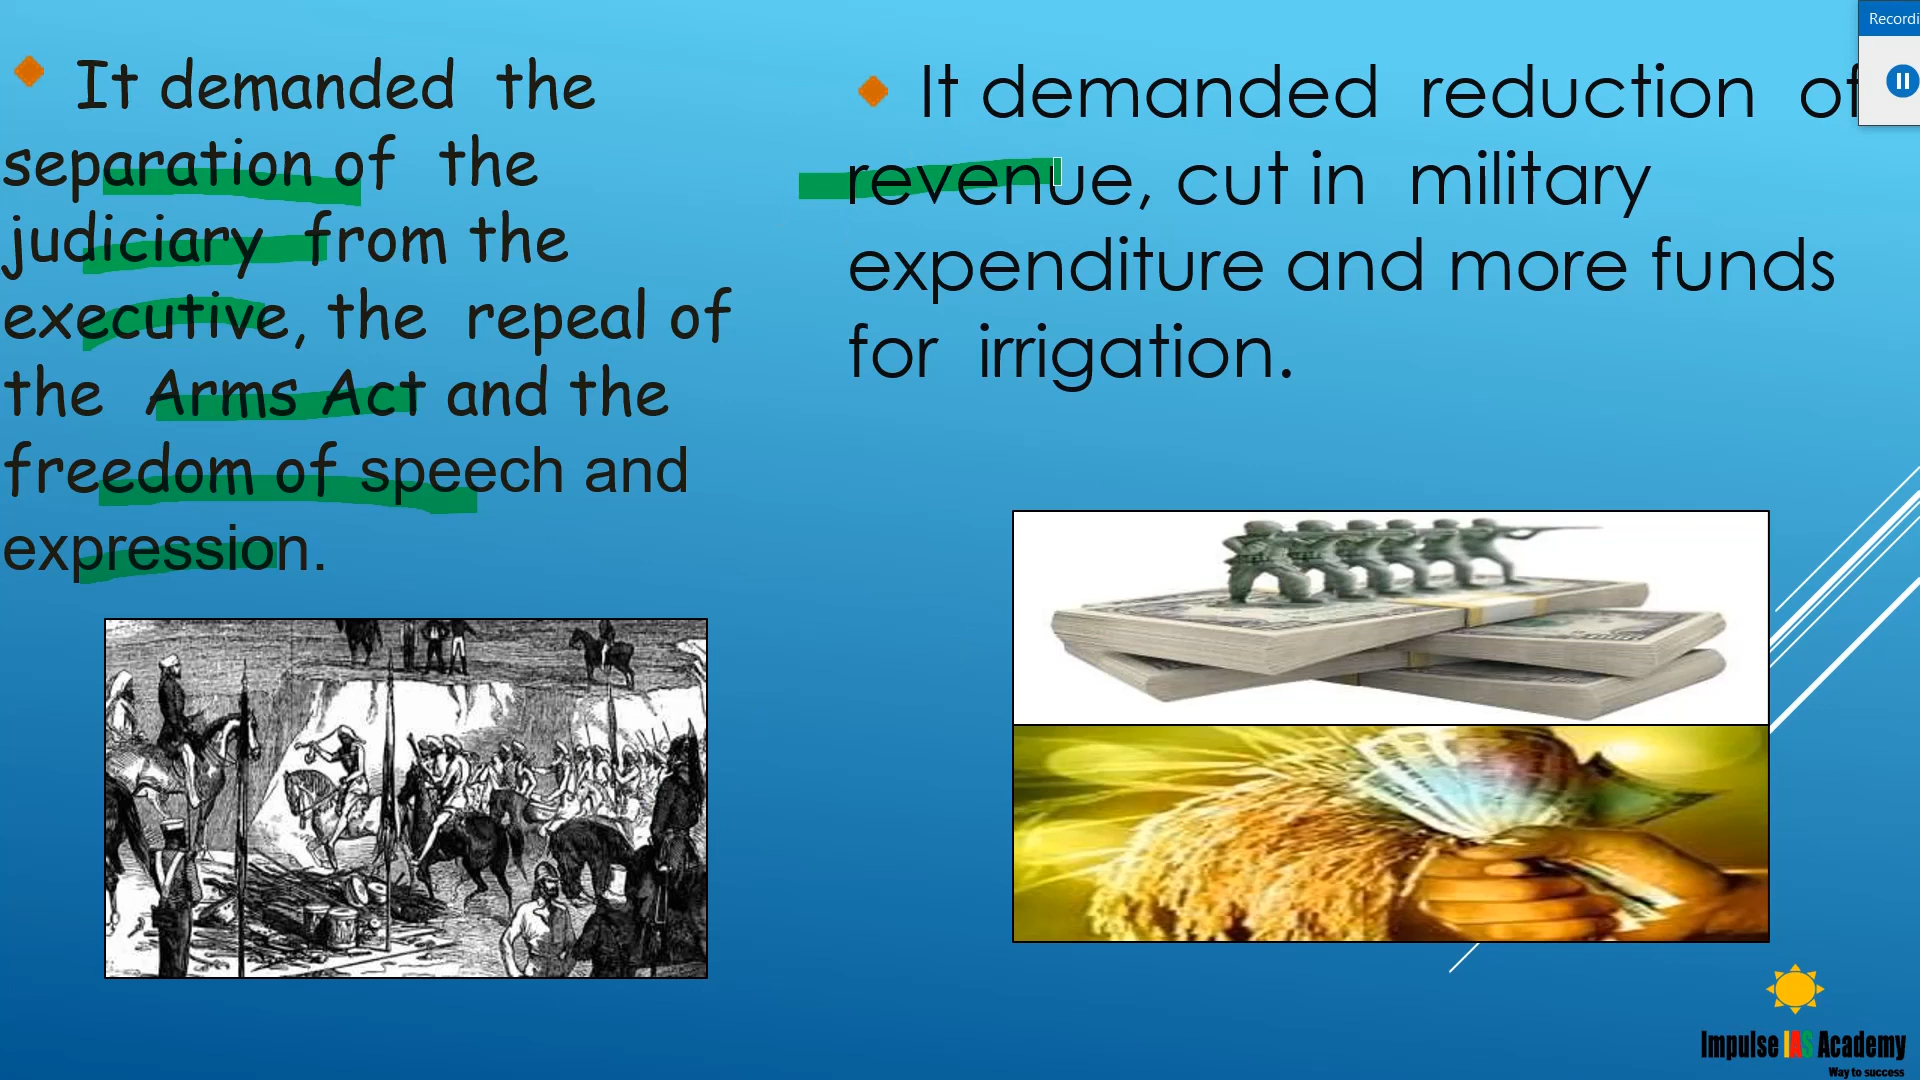 It demanded the
separation of the
judiciary from the
executive, the repeal of
the Arms Act and the
freedom of speech and
expression.
It demanded reduction of
revenue, cut in military
expenditure and more funds
for irrigation.
Recordi
Impulse IAS Academy
Way to success